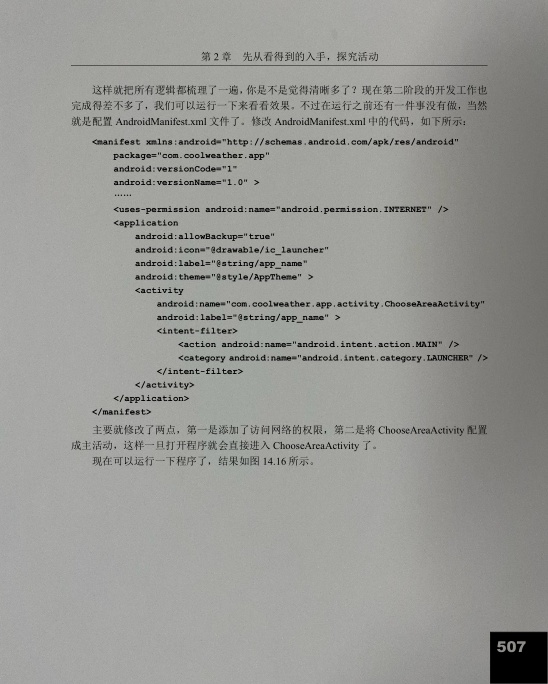 第 2 章 先从看得到的入手，探究活动
这样就把所有逻辑都梳理了一遍，你是不是觉得清晰多了？现在第二阶段的开发工作也
完成得差不多了，我们可以运行一下来看看效果。不过在运行之前还有一件事没有做，当然
就是配置 AndroidManifest.xml 文件了。修改 AndroidManifest.xml 中的代码，如下所示：
<manifest xmlns:android="http://schemas.android.com/apk/res/android"
package="com.coolweather.app"
android:versionCode="1"
android:versionName="1.0" >
……
<uses-permission android:name="android.permission.INTERNET" />
<application
android:allowBackup="true"
android:icon="@drawable/ic_launcher"
android:label="@string/app_name"
android:theme="@style/AppTheme" >
<activity
android:name="com.coolweather.app.activity.ChooseAreaActivity"
android:label="@string/app_name" >
<intent-filter>
<action android:name="android.intent.action.MAIN" />
<category android:name="android.intent.category.LAUNCHER" />
</intent-filter>
</activity>
</application>
</manifest>
主要就修改了两点，第一是添加了访问网络的权限，第二是将 ChooseAreaActivity 配置
成主活动，这样一旦打开程序就会直接进入 ChooseAreaActivity 了。
现在可以运行一下程序了，结果如图 14.16 所示。
507